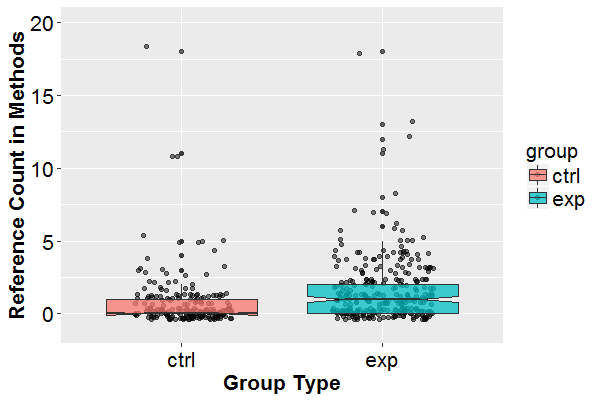 Reference Count in Methods
20
15
10
5
0
ctrl
exp
Group Type
group
ctrl
exp